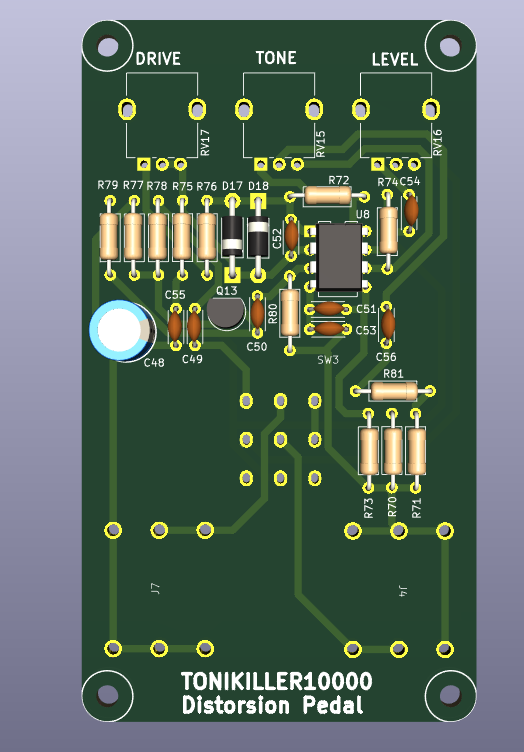 DRIVE TONE LEVEL
RV17 RV15 RV16
R79 R77 R78 R75 R76 D17 D18 R72 R74 C54
U8
C52
Q13
C55 R80 C51
C53
C48 C49 C50 SW3 C56
R81
R73 R70 R71
J7 J4
TONIKILLER10000
Distorsion Pedal